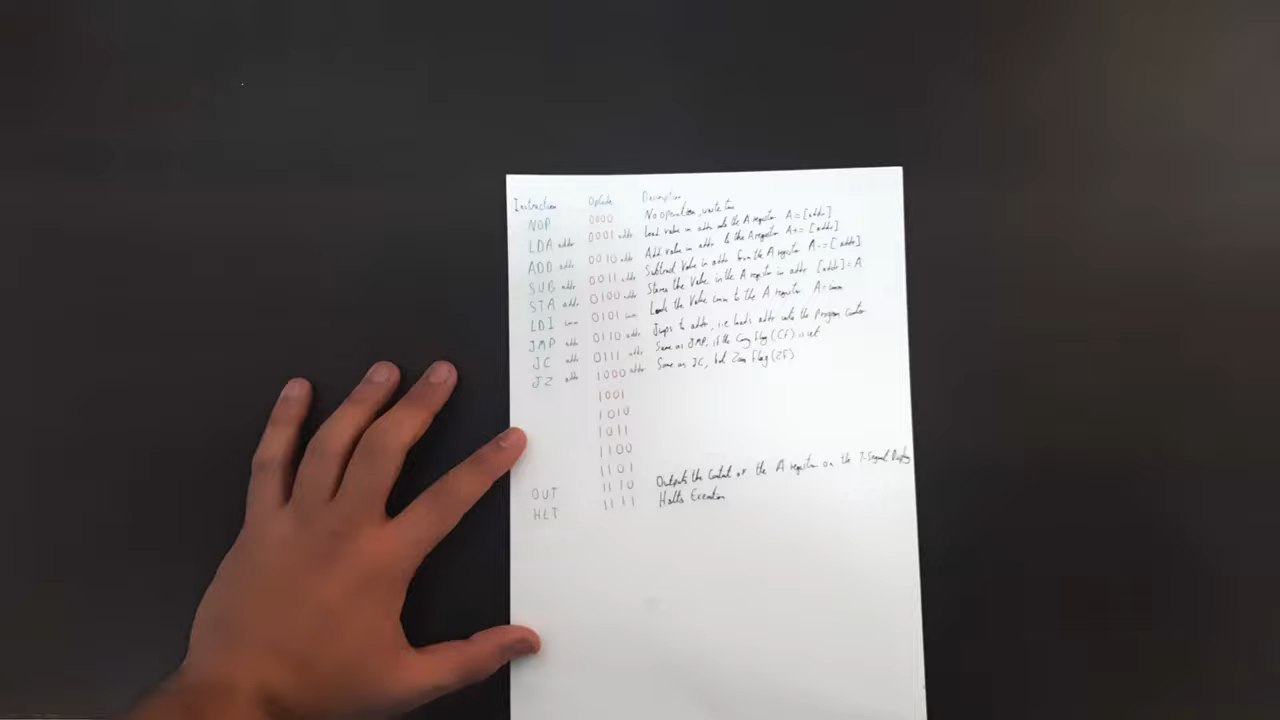 Instruction OpCode Description
NOP 0000 No operation, waste time
LDA addr 0001 addr Load value in addr into the A register A=[addr]
ADD addr 0010 addr Add value in addr to the A register A+=[addr]
SUB addr 0011 addr Subtract Value in addr from the A register A-=[addr]
STA addr 0100 addr Stores the Value in the A register in addr [addr]=A
LDI imm 0101 imm Loads the Value imm to the A register A=imm
JMP addr 0110 addr Jumps to addr, i.e. loads addr into the Program Counter
JC addr 0111 addr Same as JMP, if the Carry Flag (CF) is set
JZ addr 1000 addr Same as JC, but Zero Flag (ZF)
1001
1010
1011
1100
1101
OUT 1110 Outputs the Content of the A register on the 7-Segment Display
HLT 1111 Halts Execution